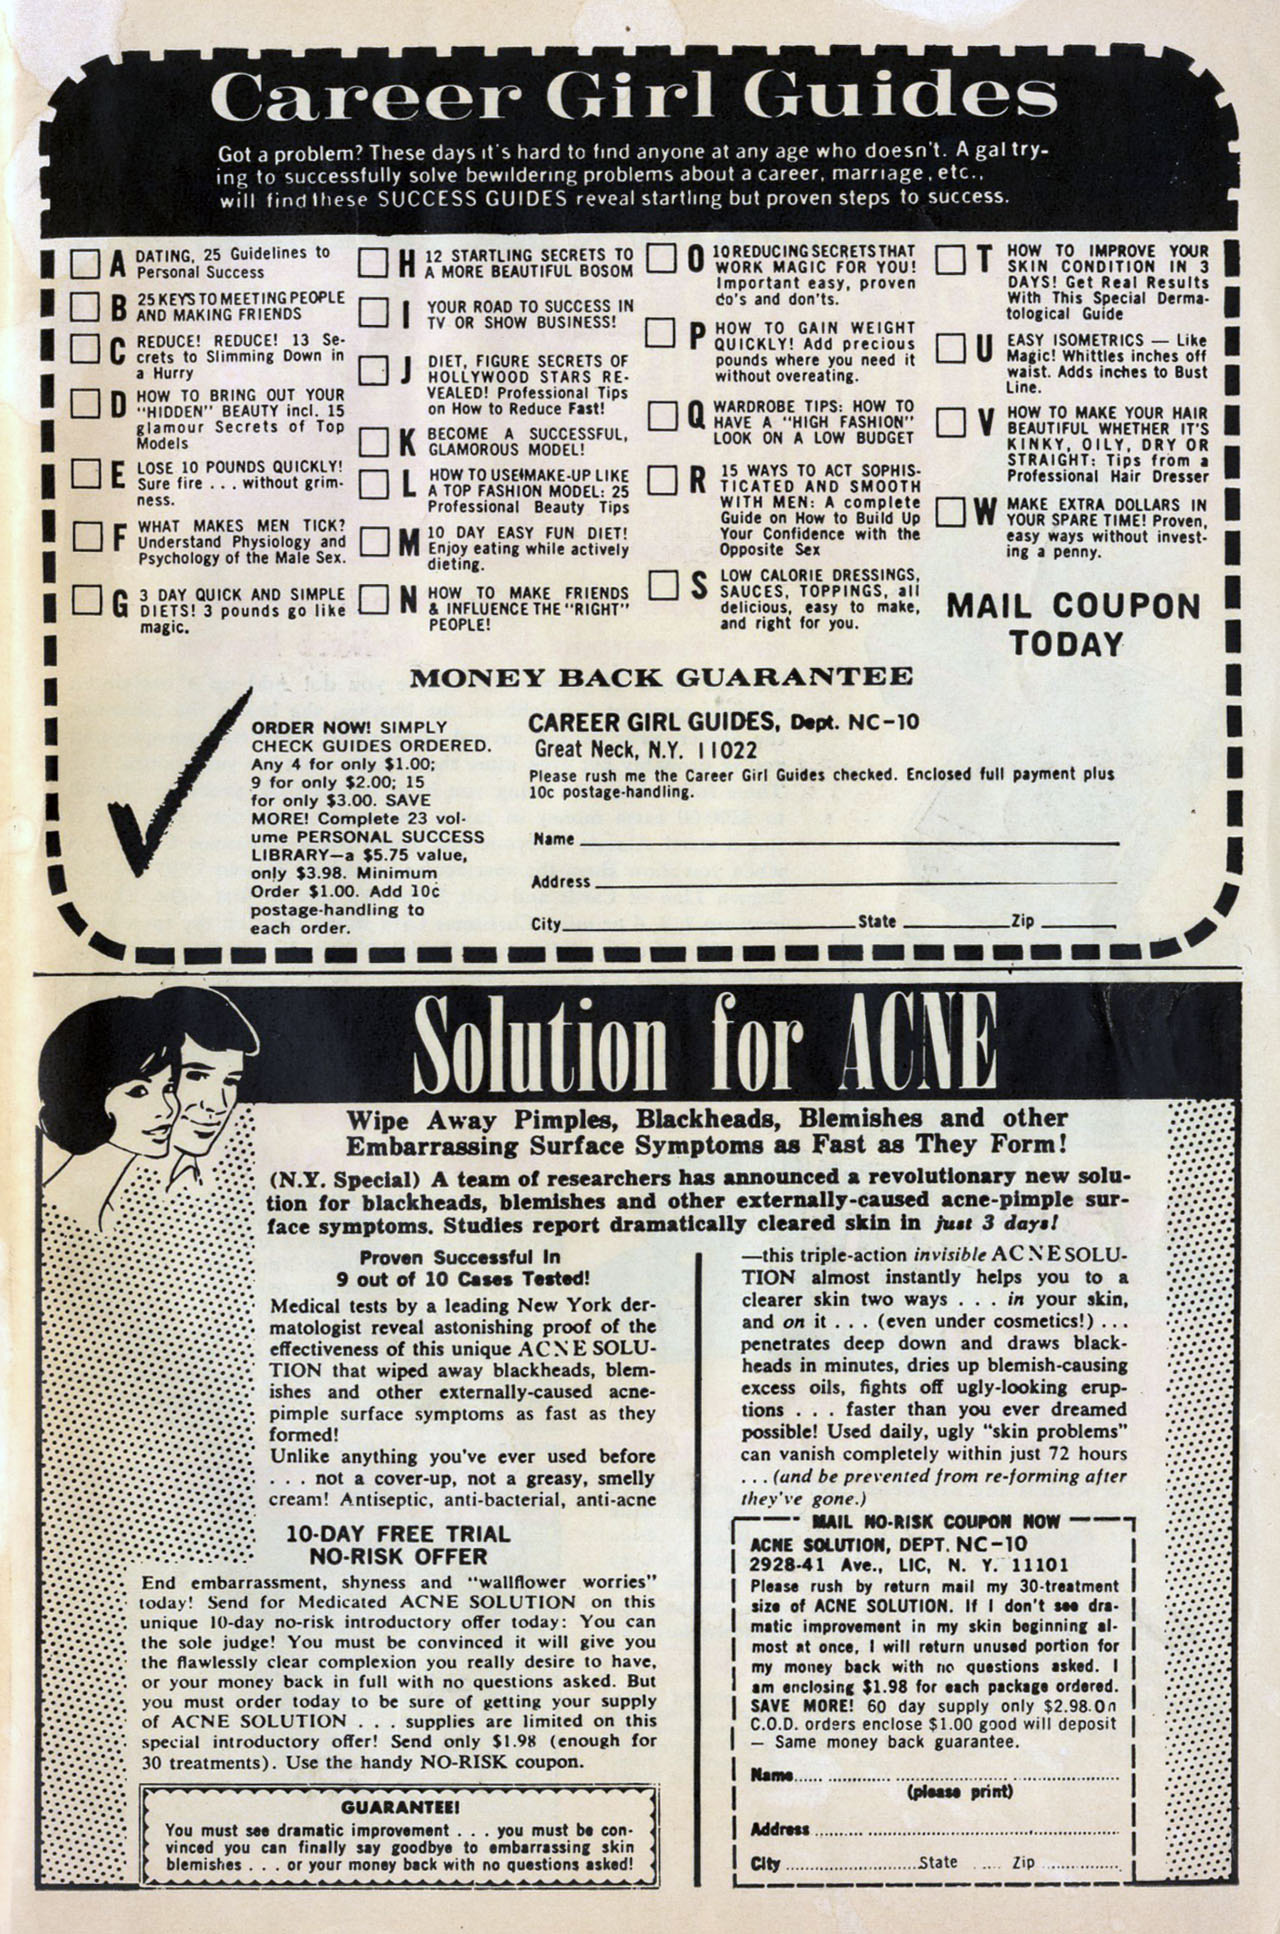 Career Girl Guides
Got a problem? These days it's hard to find anyone at any age who doesn't. A gal try-
ing to successfully solve bewildering problems about a career, marriage, etc.,
will find these SUCCESS GUIDES reveal startling but proven steps to success.
A DATING, 25 Guidelines to
Personal Success
B 25 KEYS TO MEETING PEOPLE
AND MAKING FRIENDS
C REDUCE! REDUCE! 13 Se-
crets to Slimming Down in
a Hurry
D HOW TO BRING OUT YOUR
"HIDDEN" BEAUTY incl. 15
glamour Secrets of Top
Models
E LOSE 10 POUNDS QUICKLY!
Sure fire . . . without grim-
ness.
F WHAT MAKES MEN TICK?
Understand Physiology and
Psychology of the Male Sex.
G 3 DAY QUICK AND SIMPLE
DIETS! 3 pounds go like
magic.
H 12 STARTLING SECRETS TO
A MORE BEAUTIFUL BOSOM
I YOUR ROAD TO SUCCESS IN
TV OR SHOW BUSINESS!
J DIET, FIGURE SECRETS OF
HOLLYWOOD STARS RE-
VEALED! Professional Tips
on How to Reduce Fast!
K BECOME A SUCCESSFUL,
GLAMOROUS MODEL!
L HOW TO USE MAKE-UP LIKE
A TOP FASHION MODEL: 25
Professional Beauty Tips
M 10 DAY EASY FUN DIET!
Enjoy eating while actively
dieting.
N HOW TO MAKE FRIENDS
& INFLUENCE THE "RIGHT"
PEOPLE!
O 10 REDUCING SECRETS THAT
WORK MAGIC FOR YOU!
Important easy, proven
do's and don'ts.
P HOW TO GAIN WEIGHT
QUICKLY! Add precious
pounds where you need it
without overeating.
Q WARDROBE TIPS: HOW TO
HAVE A "HIGH FASHION"
LOOK ON A LOW BUDGET
R 15 WAYS TO ACT SOPHIS-
TICATED AND SMOOTH
WITH MEN: A complete
Guide on How to Build Up
Your Confidence with the
Opposite Sex
S LOW CALORIE DRESSINGS,
SAUCES, TOPPINGS, all
delicious, easy to make,
and right for you.
T HOW TO IMPROVE YOUR
SKIN CONDITION IN 3
DAYS! Get Real Results
With This Special Derma-
tological Guide
U EASY ISOMETRICS — Like
Magic! Whittles inches off
waist. Adds inches to Bust
Line.
V HOW TO MAKE YOUR HAIR
BEAUTIFUL WHETHER IT'S
KINKY, OILY, DRY OR
STRAIGHT: Tips from a
Professional Hair Dresser
W MAKE EXTRA DOLLARS IN
YOUR SPARE TIME! Proven,
easy ways without invest-
ing a penny.
MAIL COUPON
TODAY
MONEY BACK GUARANTEE
ORDER NOW! SIMPLY
CHECK GUIDES ORDERED.
Any 4 for only $1.00;
9 for only $2.00; 15
for only $3.00. SAVE
MORE! Complete 23 vol-
ume PERSONAL SUCCESS
LIBRARY—a $5.75 value,
only $3.98. Minimum
Order $1.00. Add 10c
postage-handling to
each order.
CAREER GIRL GUIDES, Dept. NC-10
Great Neck, N.Y. 11022
Please rush me the Career Girl Guides checked. Enclosed full payment plus
10c postage-handling.
Name
Address
City State Zip
Solution for ACNE
Wipe Away Pimples, Blackheads, Blemishes and other
Embarrassing Surface Symptoms as Fast as They Form!
(N.Y. Special) A team of researchers has announced a revolutionary new solu-
tion for blackheads, blemishes and other externally-caused acne-pimple sur-
face symptoms. Studies report dramatically cleared skin in just 3 days!
Proven Successful In
9 out of 10 Cases Tested!
Medical tests by a leading New York der-
matologist reveal astonishing proof of the
effectiveness of this unique ACNE SOLU-
TION that wiped away blackheads, blem-
ishes and other externally-caused acne-
pimple surface symptoms as fast as they
formed!
Unlike anything you've ever used before
. . . not a cover-up, not a greasy, smelly
cream! Antiseptic, anti-bacterial, anti-acne
10-DAY FREE TRIAL
NO-RISK OFFER
End embarrassment, shyness and "wallflower worries"
today! Send for Medicated ACNE SOLUTION on this
unique 10-day no-risk introductory offer today: You can
the sole judge! You must be convinced it will give you
the flawlessly clear complexion you really desire to have,
or your money back in full with no questions asked. But
you must order today to be sure of getting your supply
of ACNE SOLUTION . . . supplies are limited on this
special introductory offer! Send only $1.98 (enough for
30 treatments). Use the handy NO-RISK coupon.
GUARANTEE!
You must see dramatic improvement . . . you must be con-
vinced you can finally say goodbye to embarrassing skin
blemishes . . . or your money back with no questions asked!
—this triple-action invisible ACNE SOLU-
TION almost instantly helps you to a
clearer skin two ways . . . in your skin,
and on it . . . (even under cosmetics!) . . .
penetrates deep down and draws black-
heads in minutes, dries up blemish-causing
excess oils, fights off ugly-looking erup-
tions . . . faster than you ever dreamed
possible! Used daily, ugly "skin problems"
can vanish completely within just 72 hours
. . . (and be prevented from re-forming after
they've gone.)
MAIL NO-RISK COUPON NOW
ACNE SOLUTION, DEPT. NC-10
2928-41 Ave., LIC, N. Y. 11101
Please rush by return mail my 30-treatment
size of ACNE SOLUTION. If I don't see dra-
matic improvement in my skin beginning al-
most at once, I will return unused portion for
my money back with no questions asked. I
am enclosing $1.98 for each package ordered.
SAVE MORE! 60 day supply only $2.98. On
C.O.D. orders enclose $1.00 good will deposit
— Same money back guarantee.
Name
(please print)
Address
City State Zip